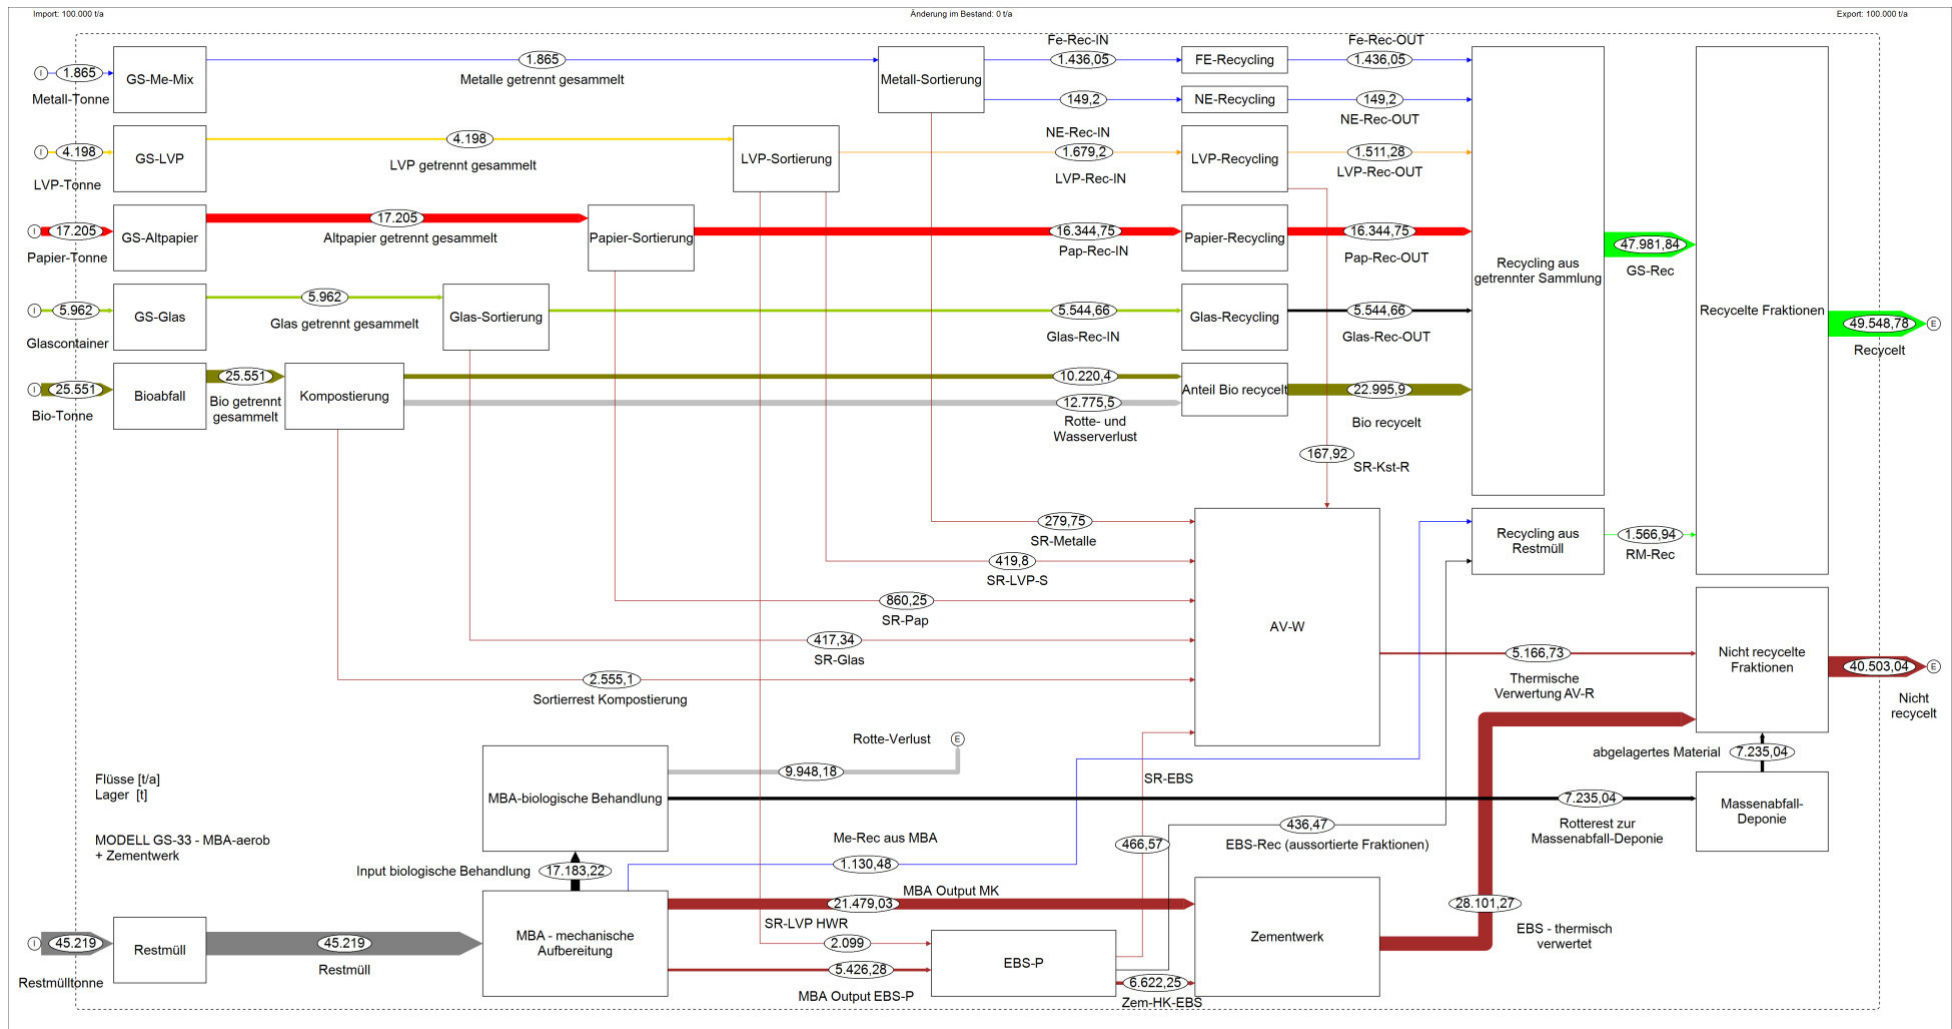 Import: 100.000 t/a
Änderung im Bestand: 0 t/a
Export: 100.000 t/a
Fe-Rec-IN
Fe-Rec-OUT
I
1.865
Metall-Tonne
GS-Me-Mix
1.865
Metalle getrennt gesammelt
Metall-Sortierung
1.436,05
FE-Recycling
1.436,05
149,2
NE-Recycling
149,2
NE-Rec-IN
NE-Rec-OUT
I
4.198
LVP-Tonne
GS-LVP
4.198
LVP getrennt gesammelt
LVP-Sortierung
1.679,2
LVP-Rec-IN
LVP-Recycling
1.511,28
LVP-Rec-OUT
I
17.205
Papier-Tonne
GS-Altpapier
17.205
Altpapier getrennt gesammelt
Papier-Sortierung
16.344,75
Pap-Rec-IN
Papier-Recycling
16.344,75
Pap-Rec-OUT
Recycling aus
getrennter Sammlung
47.981,84
GS-Rec
Recycelte Fraktionen
49.548,78
E
Recycelt
I
5.962
Glascontainer
GS-Glas
5.962
Glas getrennt gesammelt
Glas-Sortierung
5.544,66
Glas-Rec-IN
Glas-Recycling
5.544,66
Glas-Rec-OUT
I
25.551
Bio-Tonne
Bioabfall
25.551
Bio getrennt
gesammelt
Kompostierung
10.220,4
12.775,5
Rotte- und
Wasserverlust
Anteil Bio recycelt
22.995,9
Bio recycelt
167,92
SR-Kst-R
279,75
SR-Metalle
419,8
SR-LVP-S
860,25
SR-Pap
417,34
SR-Glas
2.555,1
Sortierrest Kompostierung
AV-W
Recycling aus
Restmüll
1.566,94
RM-Rec
5.166,73
Thermische
Verwertung AV-R
Nicht recycelte
Fraktionen
40.503,04
E
Nicht
recycelt
Rotte-Verlust
E
9.948,18
MBA-biologische Behandlung
SR-EBS
abgelagertes Material
7.235,04
7.235,04
Rotterest zur
Massenabfall-Deponie
Massenabfall-
Deponie
Flüsse [t/a]
Lager [t]
MODELL GS-33 - MBA-aerob
+ Zementwerk
Me-Rec aus MBA
1.130,48
466,57
436,47
EBS-Rec (aussortierte Fraktionen)
Input biologische Behandlung
17.183,22
MBA Output MK
21.479,03
28.101,27
EBS - thermisch
verwertet
I
45.219
Restmülltonne
Restmüll
45.219
Restmüll
MBA - mechanische
Aufbereitung
SR-LVP HWR
2.099
5.426,28
MBA Output EBS-P
EBS-P
6.622,25
Zem-HK-EBS
Zementwerk